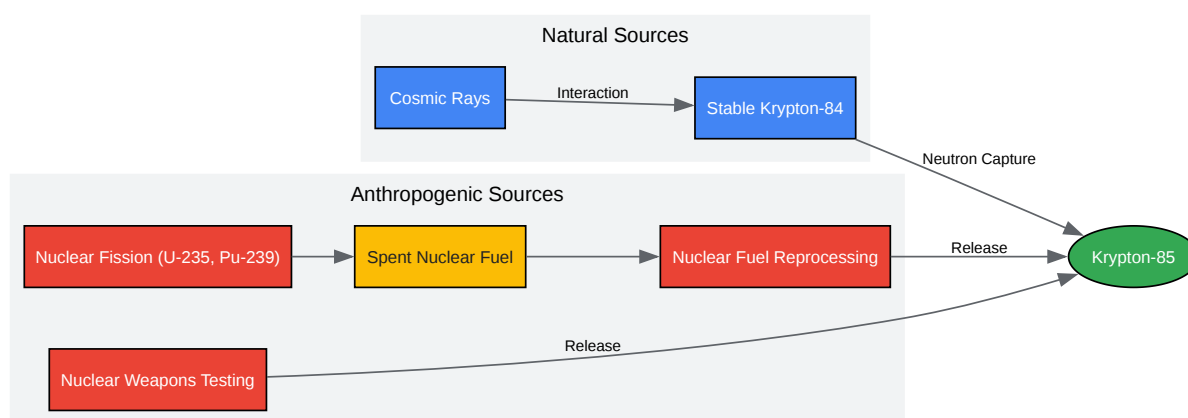 Natural Sources
Cosmic Rays
Interaction
Stable Krypton-84
Neutron Capture
Anthropogenic Sources
Nuclear Fission (U-235, Pu-239)
Spent Nuclear Fuel
Nuclear Fuel Reprocessing
Release
Krypton-85
Nuclear Weapons Testing
Release